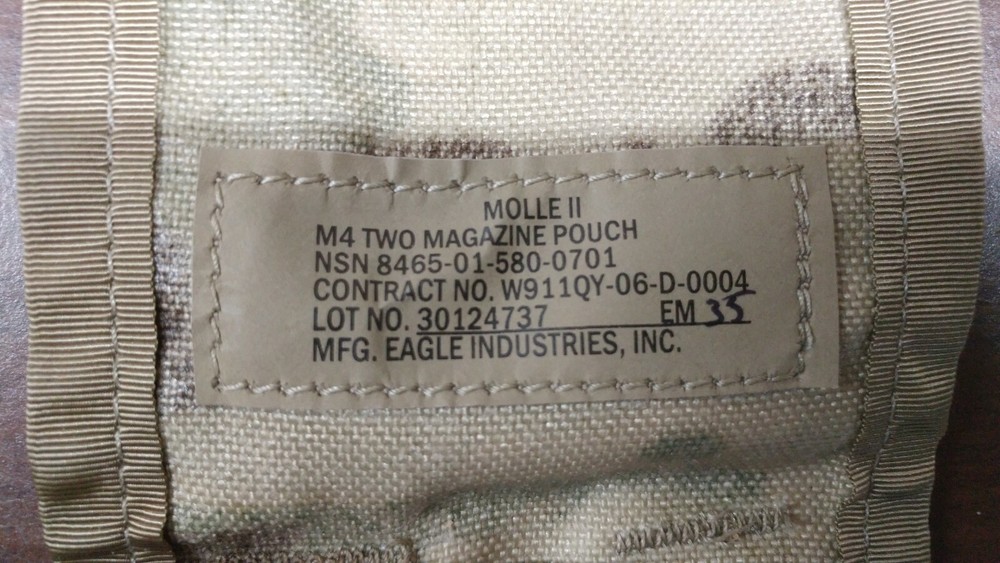 MOLLE II
M4 TWO MAGAZINE POUCH
NSN 8465-01-580-0701
CONTRACT NO. W911QY-06-D-0004
LOT NO. 30124737 EM 35
MFG. EAGLE INDUSTRIES, INC.